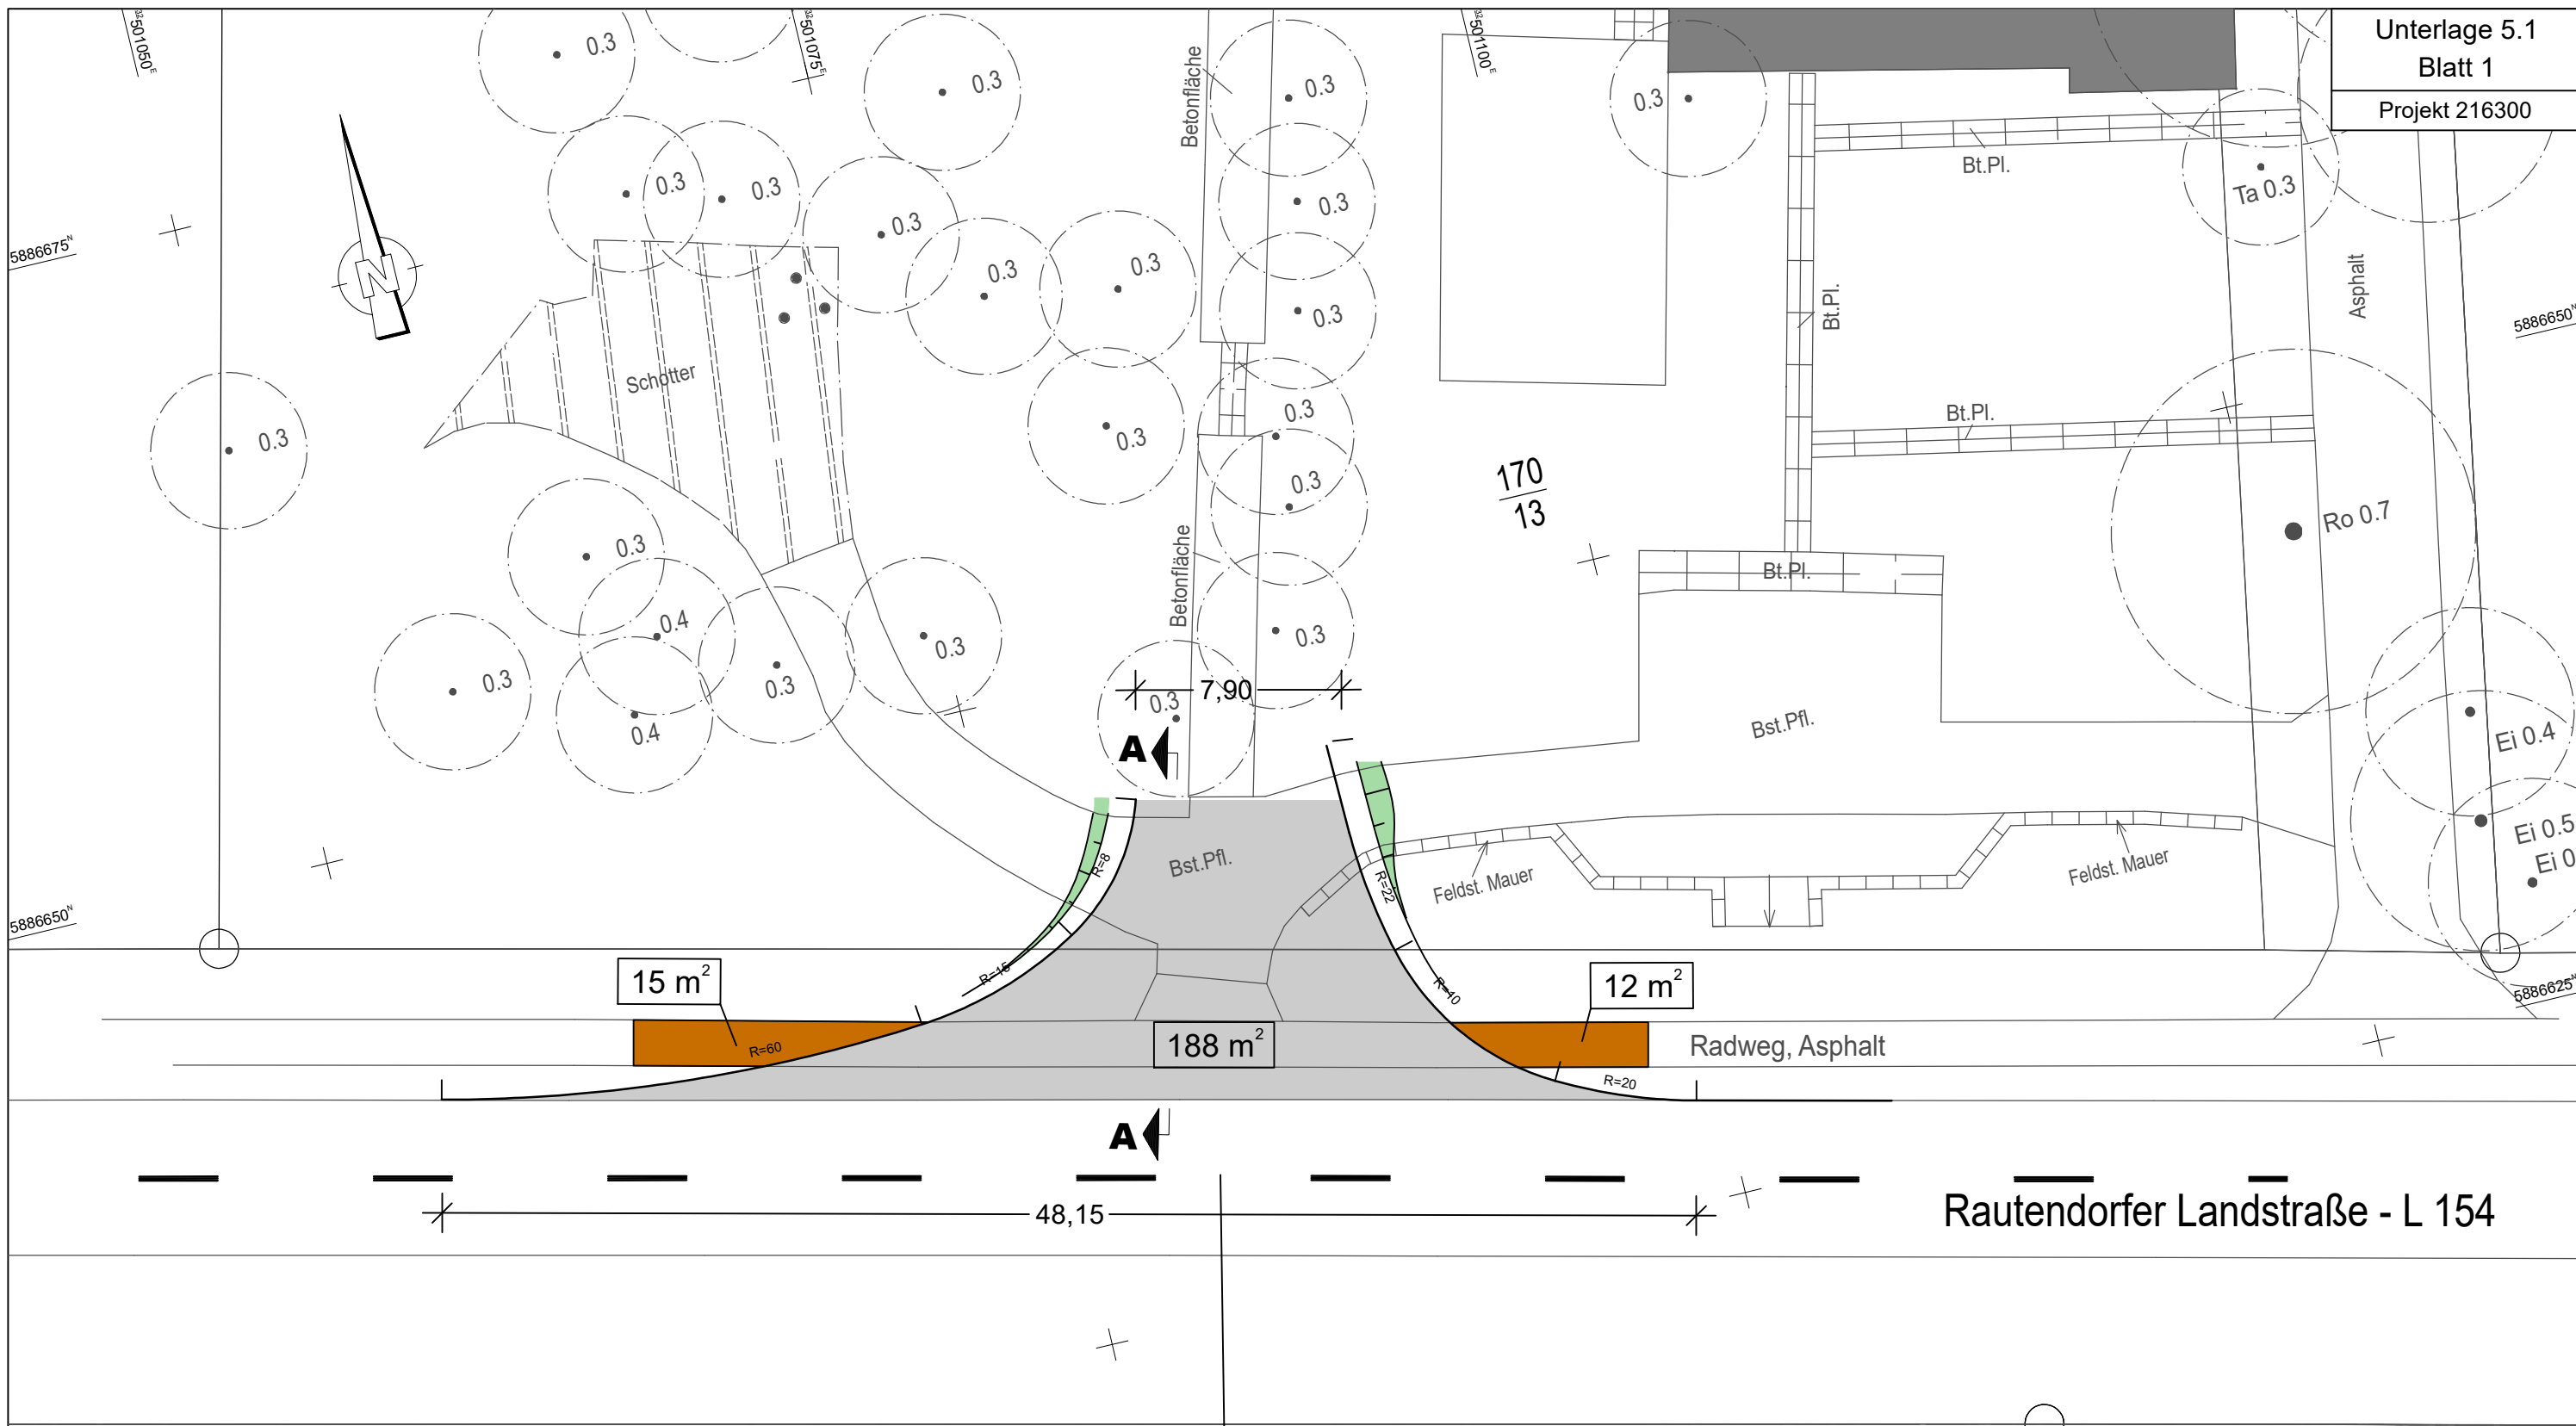 32501050E
32501075E
32501100E
Unterlage 5.1
Blatt 1
Projekt 216300
0.3
0.3
0.3
0.3
Betonfläche
0.3
0.3
0.3
0.3
0.3
Bt.Pl.
Ta 0.3
5886675N
N
0.3
0.3
0.3
Bt.Pl.
Asphalt
5886650N
Schotter
0.3
0.3
0.3
Bt.Pl.
0.3
170
13
Ro 0.7
0.3
Betonfläche
Bt.Pl.
0.4
0.3
0.3
0.3
0.3
0.4
0.3
7,90
A
Bst.Pfl.
Ei 0.4
Bst.Pfl.
R=8
R=22
Feldst. Mauer
Feldst. Mauer
Ei 0.5
Ei 0
5886650N
15 m²
R=15
R=40
12 m²
5886625N
R=60
188 m²
Radweg, Asphalt
R=20
A
48,15
Rautendorfer Landstraße - L 154